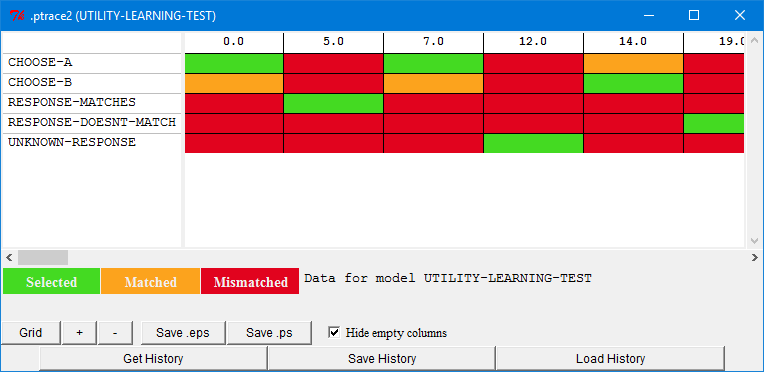 .ptrace2 (UTILITY-LEARNING-TEST)
0.0 5.0 7.0 12.0 14.0 19.0
CHOOSE-A
CHOOSE-B
RESPONSE-MATCHES
RESPONSE-DOESNT-MATCH
UNKNOWN-RESPONSE
Selected Matched Mismatched Data for model UTILITY-LEARNING-TEST
Grid + - Save .eps Save .ps Hide empty columns
Get History Save History Load History